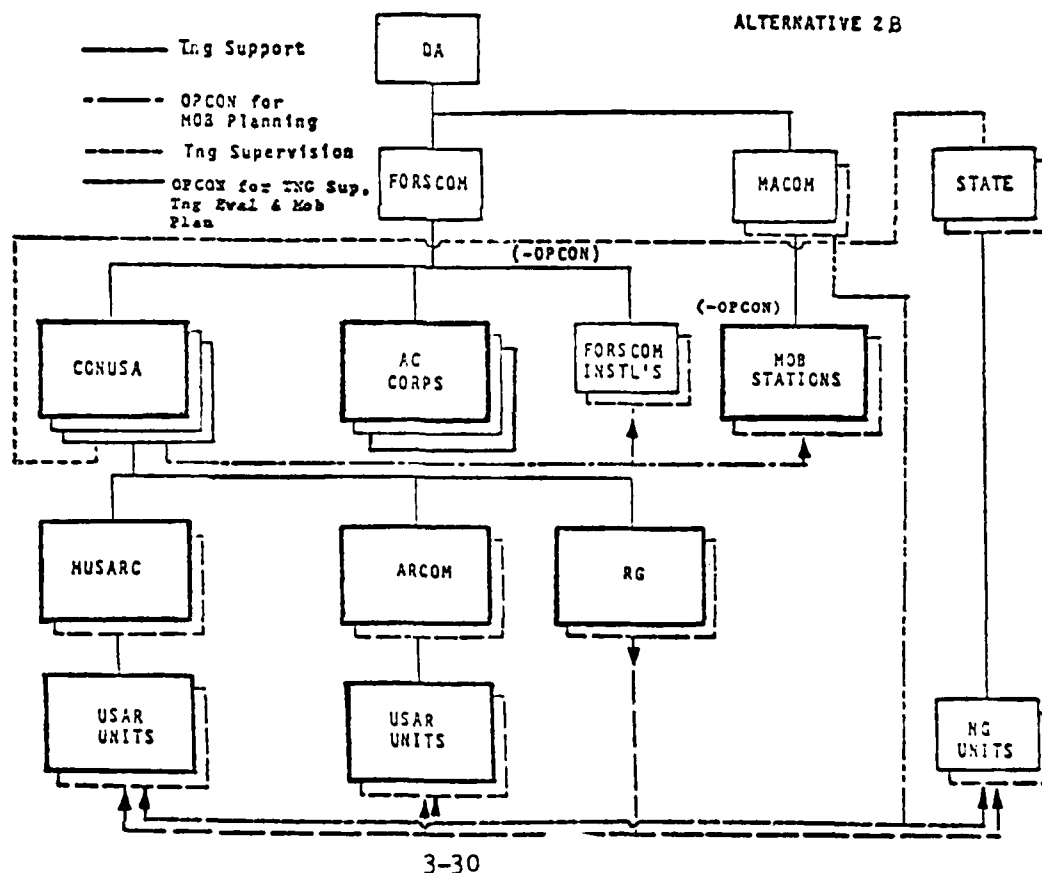 ALTERNATIVE 2B
Tng Support
OPCON for
MOB Planning
Tng Supervision
OPCON for TNG Sup,
Tng Eval & Mob
Plan
DA
FORSCOM
MACOM
STATE
(-OPCON)
(-OPCON)
CONUSA
AC
CORPS
FORSCOM
INSTL'S
MOB
STATIONS
MUSARC
ARCOM
RG
USAR
UNITS
USAR
UNITS
NG
UNITS
3-30